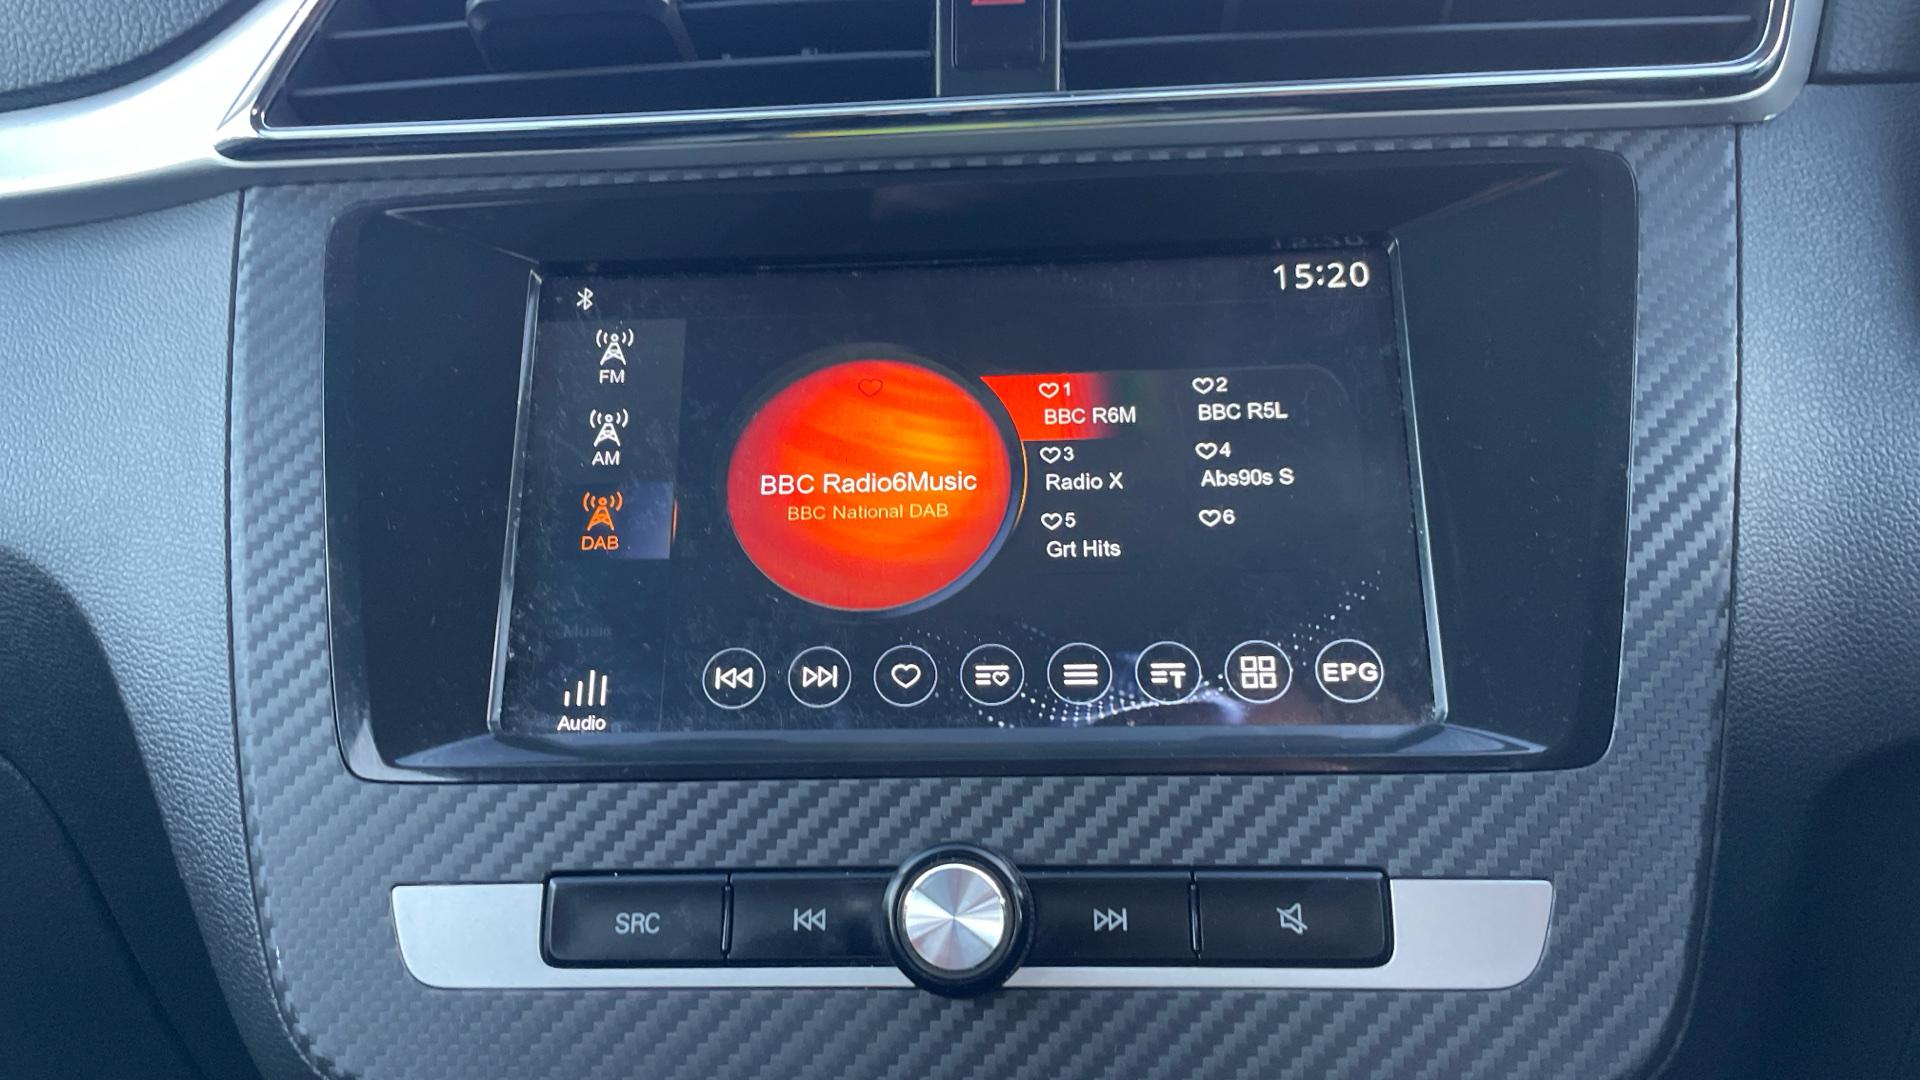 15:20
FM
AM
DAB
BBC Radio6Music
BBC National DAB
1
BBC R6M
2
BBC R5L
3
Radio X
4
Abs90s S
5
Grt Hits
6
Music
Audio
EPG
SRC